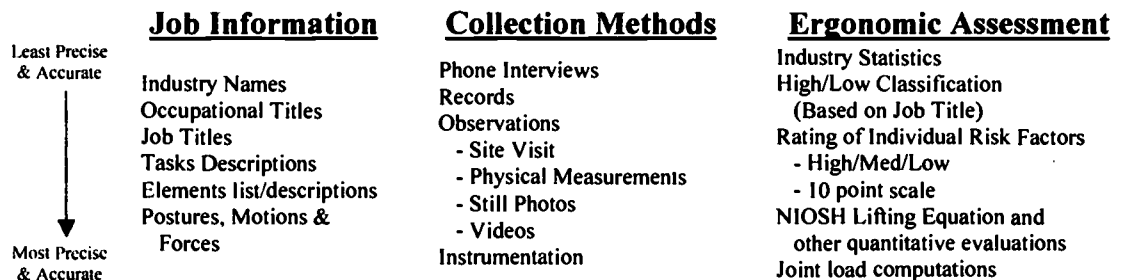 Job Information
Collection Methods
Ergonomic Assessment
Least Precise
& Accurate
Most Precise
& Accurate
Industry Names
Occupational Titles
Job Titles
Tasks Descriptions
Elements list/descriptions
Postures, Motions &
Forces
Phone Interviews
Records
Observations
- Site Visit
- Physical Measurements
- Still Photos
- Videos
Instrumentation
Industry Statistics
High/Low Classification
(Based on Job Title)
Rating of Individual Risk Factors
- High/Med/Low
- 10 point scale
NIOSH Lifting Equation and
other quantitative evaluations
Joint load computations